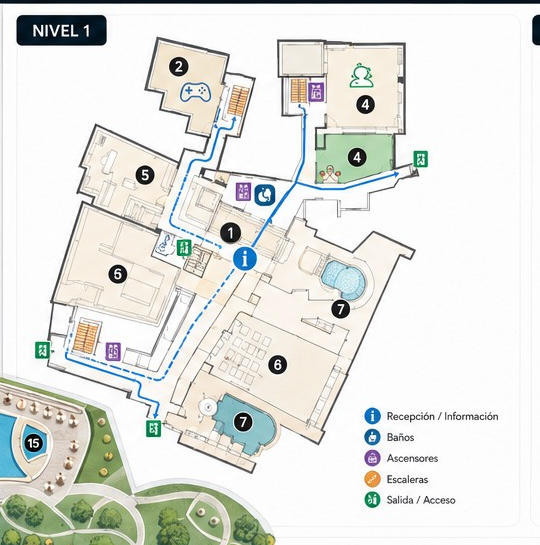 NIVEL 1
2
4
4
5
1
i
6
7
6
7
15
i Recepción / Información
Baños
Ascensores
Escaleras
Salida / Acceso